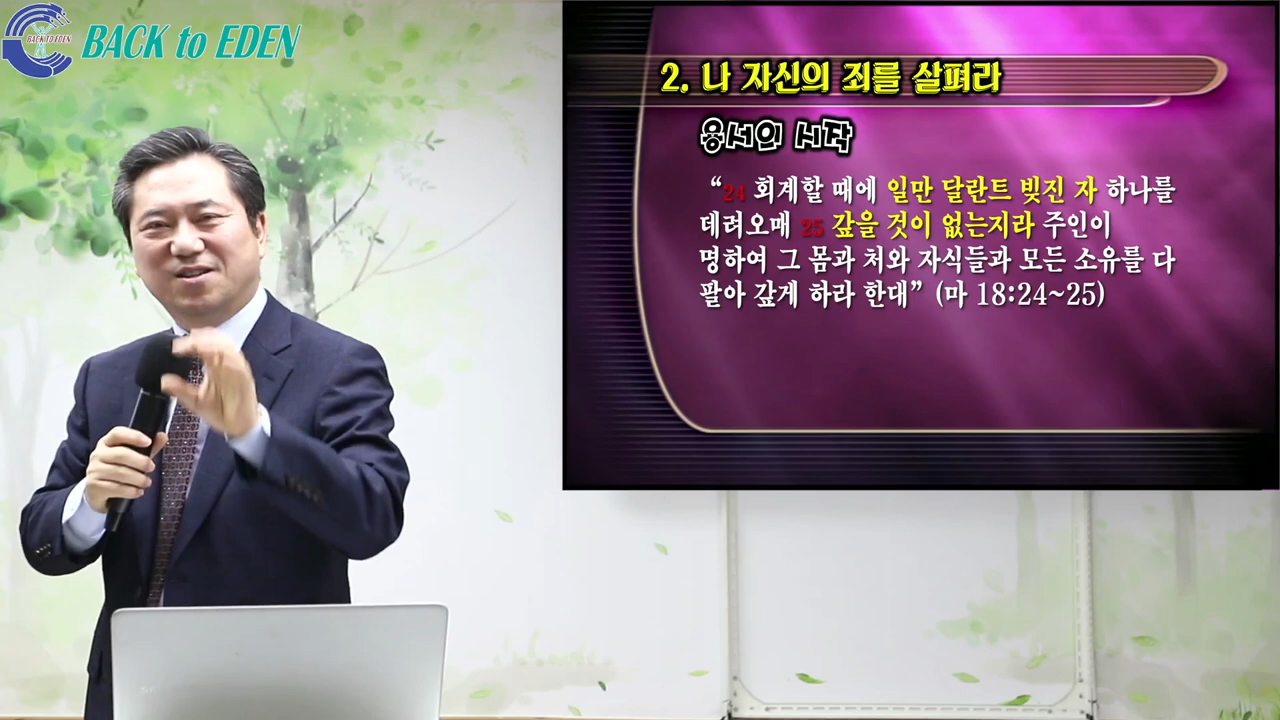 BACK TO EDEN
BACK to EDEN
2. 나 자신의 죄를 살펴라
용서의 시작
“24 회계할 때에 일만 달란트 빚진 자 하나를
데려오매 25 갚을 것이 없는지라 주인이
명하여 그 몸과 처와 자식들과 모든 소유를 다
팔아 갚게 하라 한대” (마 18:24~25)